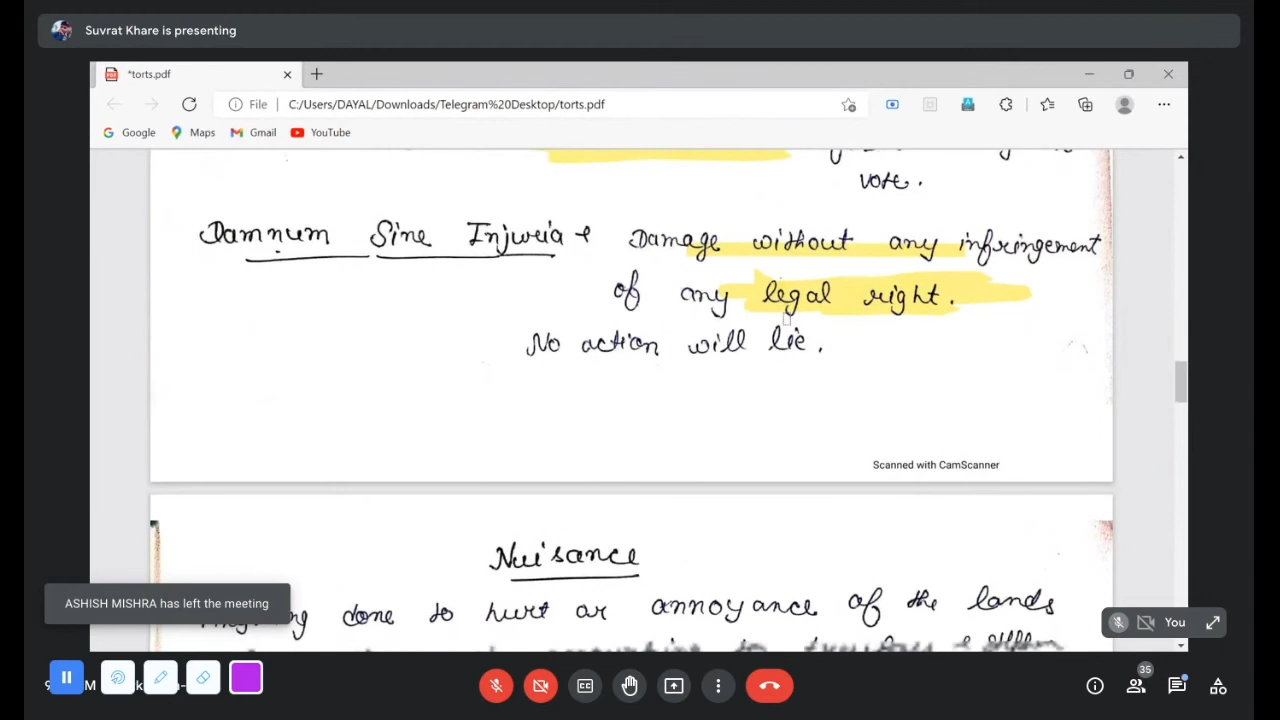 Suvrat Khare is presenting
*torts.pdf
File C:/Users/DAYAL/Downloads/Telegram%20Desktop/torts.pdf
Google Maps Gmail YouTube
vote.
Damnum Sine Injuria Damage without any infringement
of any legal right.
No action will lie.
Scanned with CamScanner
Nuisance
ASHISH MISHRA has left the meeting
done to hurt or annoyance of the lands
You
35